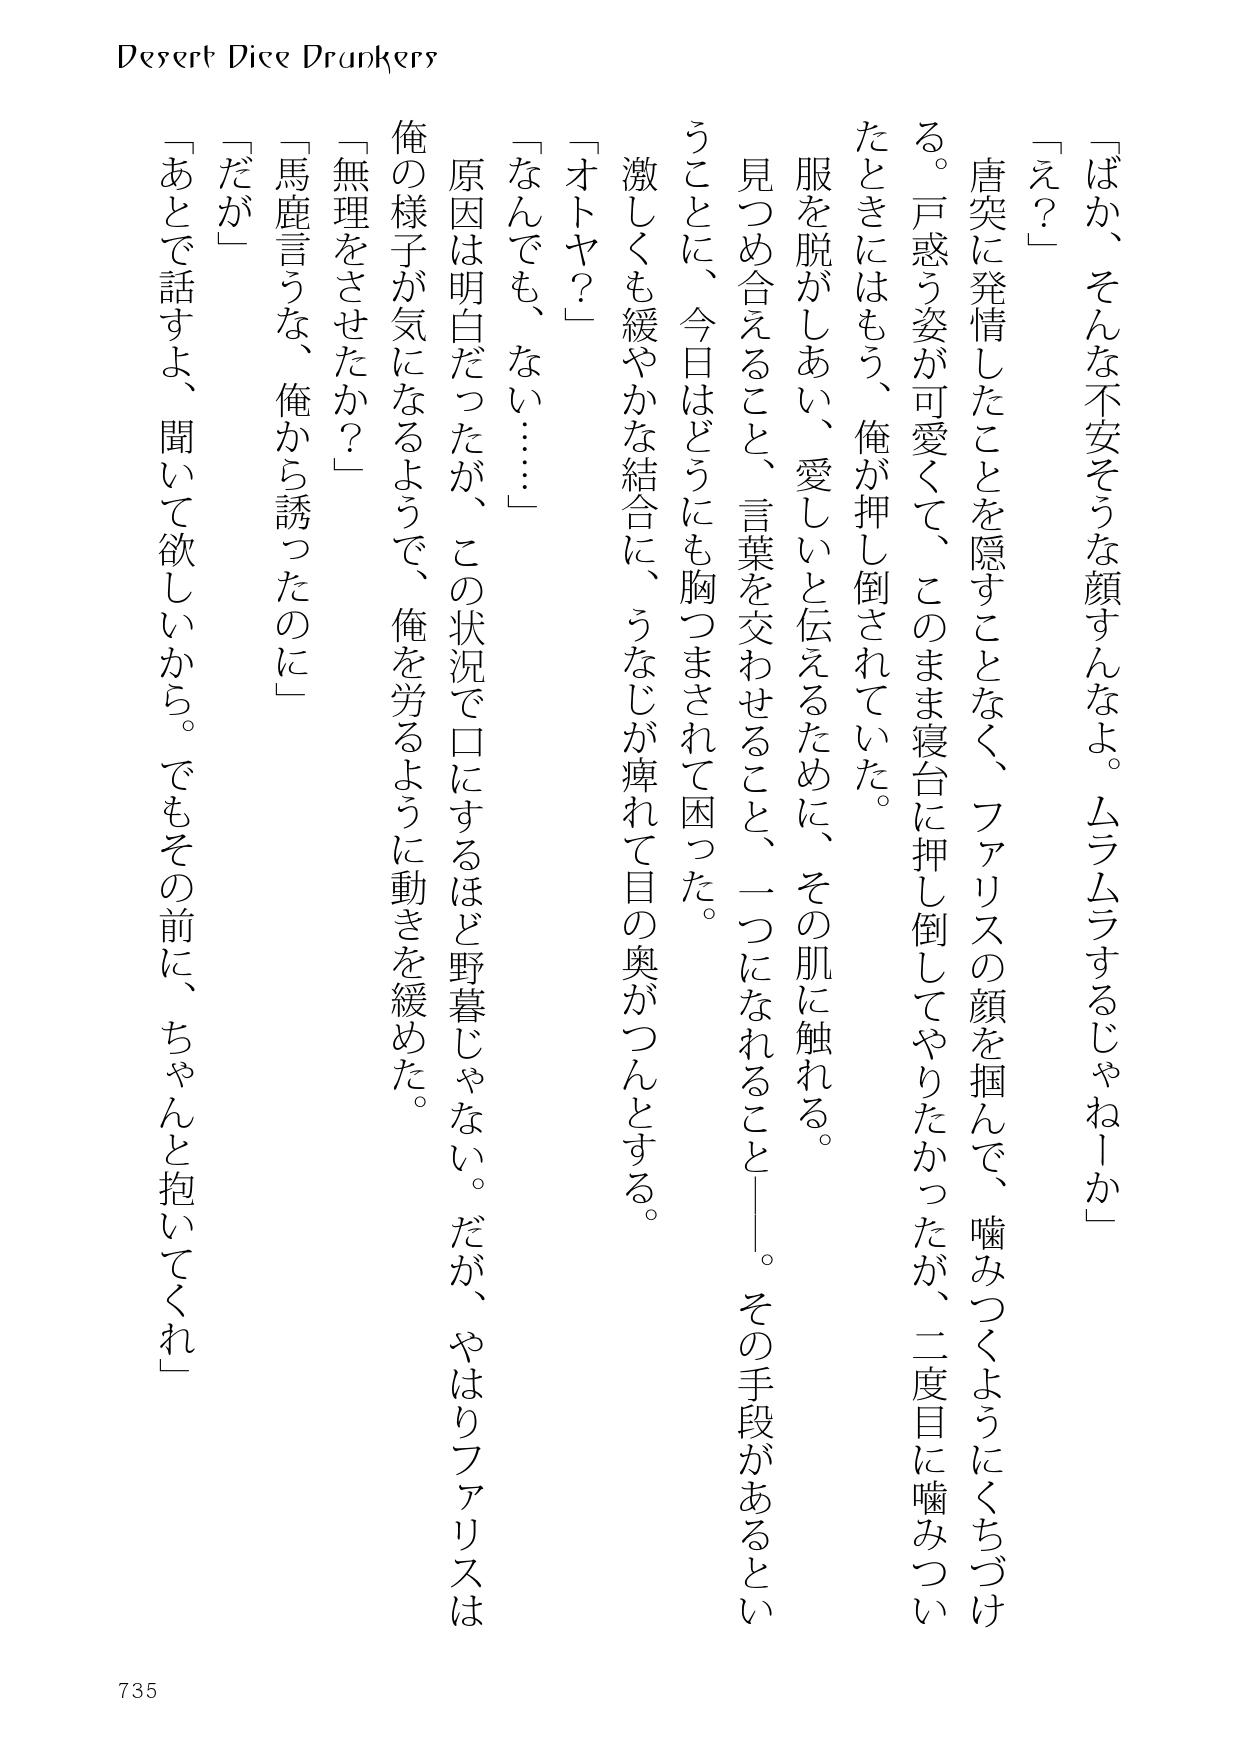 Desert Dice Drunkers
「ばか、そんな不安そうな顔すんなよ。ムラムラするじゃねーか」
「え？」
　唐突に発情したことを隠すことなく、ファリスの顔を掴んで、噛みつくようにくちづけ
る。戸惑う姿が可愛くて、このまま寝台に押し倒してやりたかったが、二度目に噛みつい
たときにはもう、俺が押し倒されていた。
　服を脱がしあい、愛しいと伝えるために、その肌に触れる。
　見つめ合えること、言葉を交わせること、一つになれること――。その手段があるとい
うことに、今日はどうにも胸つまされて困った。
　激しくも緩やかな結合に、うなじが痺れて目の奥がつんとする。
「オトヤ？」
「なんでも、ない……」
　原因は明白だったが、この状況で口にするほど野暮じゃない。だが、やはりファリスは
俺の様子が気になるようで、俺を労るように動きを緩めた。
「無理をさせたか？」
「馬鹿言うな、俺から誘ったのに」
「だが」
「あとで話すよ、聞いて欲しいから。でもその前に、ちゃんと抱いてくれ」
735